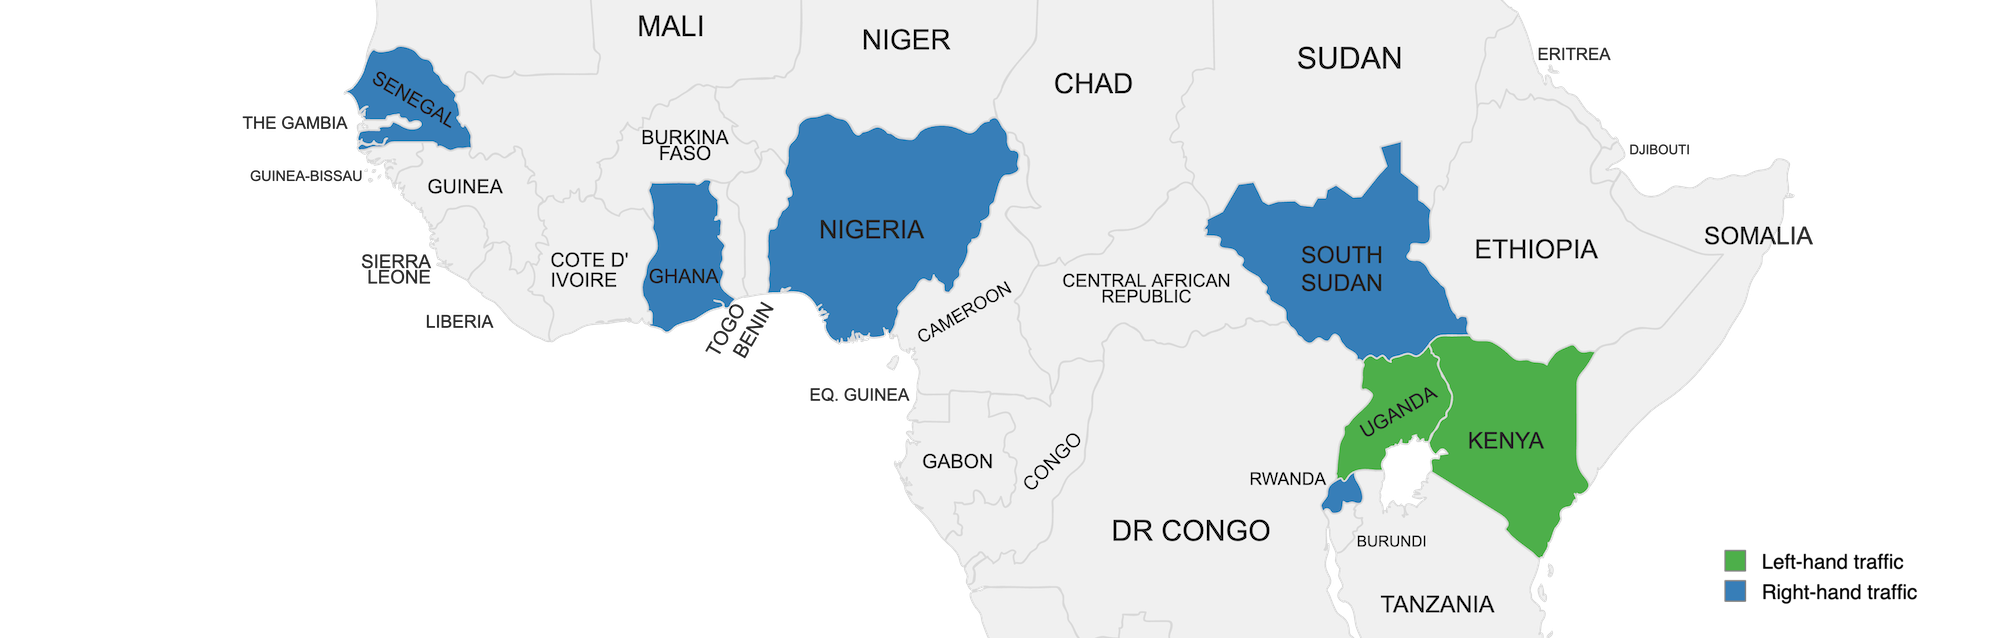 MALI
NIGER
CHAD
SUDAN
ERITREA
SENEGAL
THE GAMBIA
BURKINA
FASO
DJIBOUTI
GUINEA-BISSAU
GUINEA
NIGERIA
SOMALIA
ETHIOPIA
SIERRA
LEONE
COTE D'
IVOIRE
GHANA
SOUTH
SUDAN
CENTRAL AFRICAN
REPUBLIC
LIBERIA
TOGO
BENIN
CAMEROON
EQ. GUINEA
UGANDA
KENYA
GABON
CONGO
RWANDA
DR CONGO
BURUNDI
TANZANIA
Left-hand traffic
Right-hand traffic